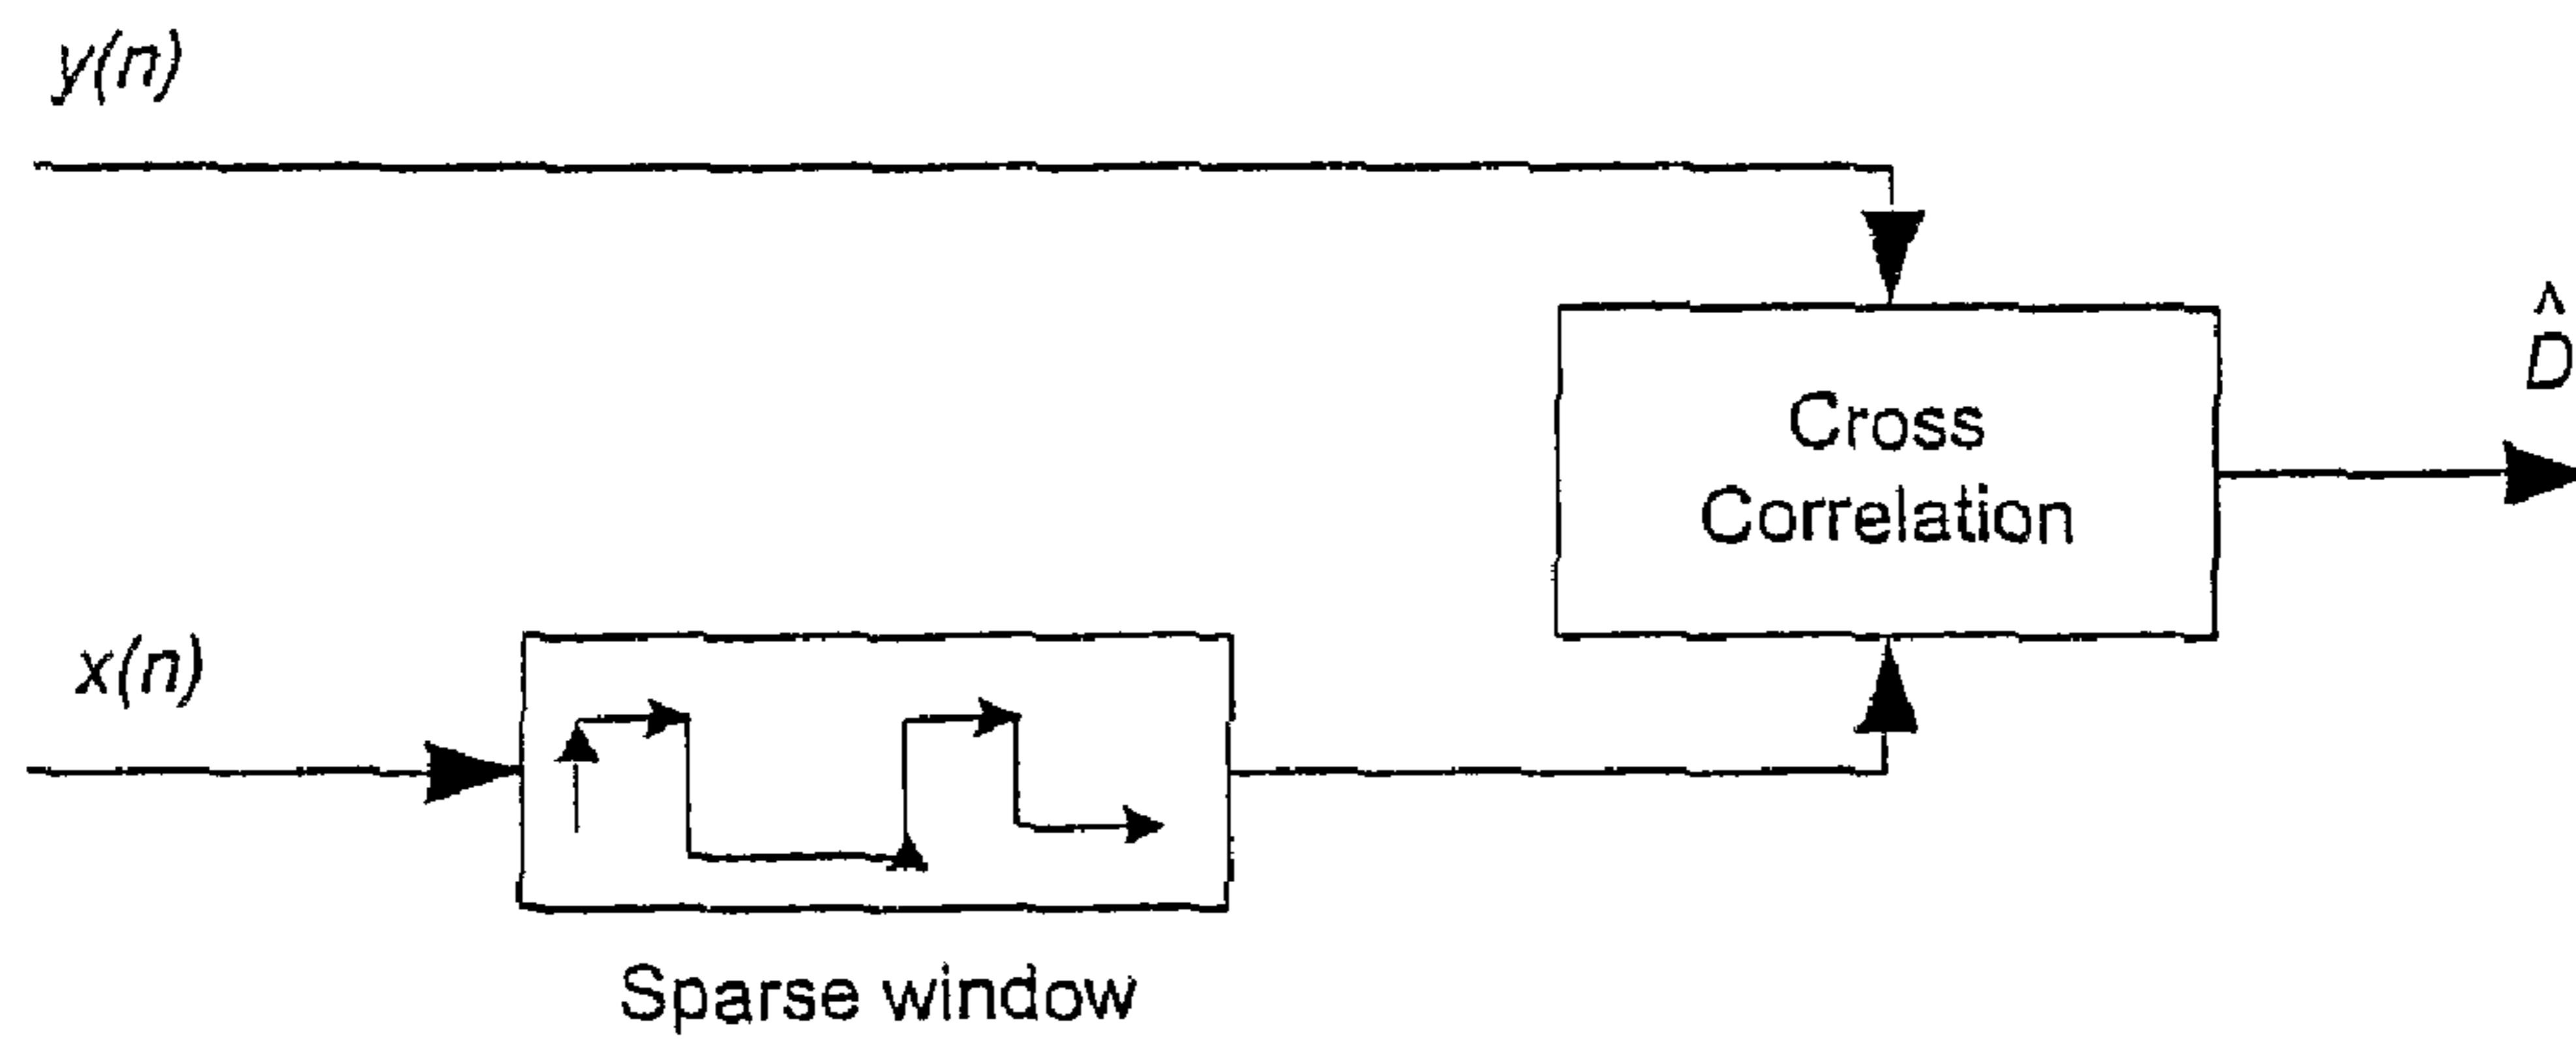 y(n)
D̂
Cross
Correlation
x(n)
Sparse window